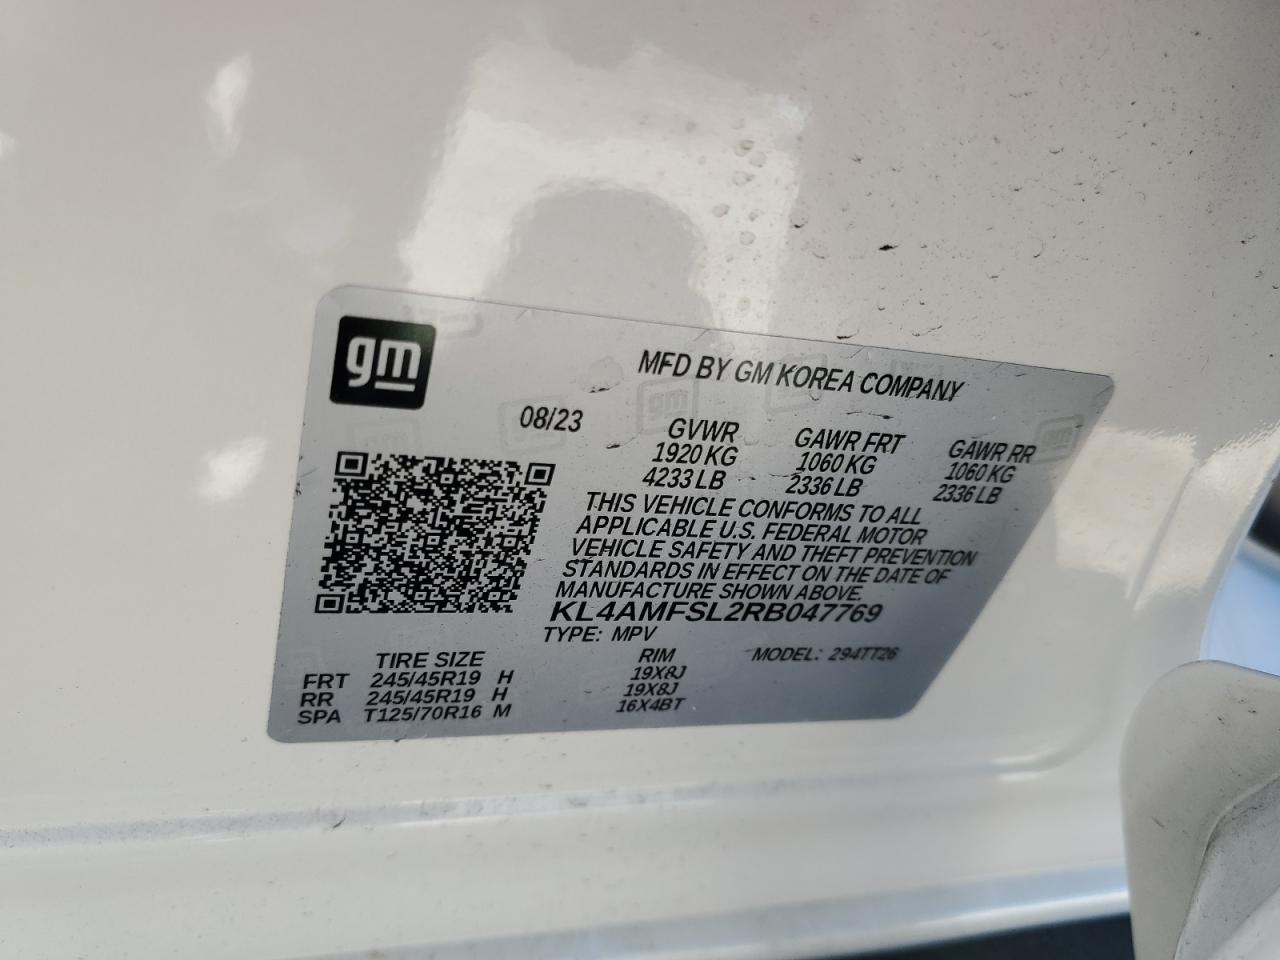 gm
MFD BY GM KOREA COMPANY
08/23 GVWR GAWR FRT GAWR RR
1920 KG 1060 KG 1060 KG
4233 LB 2336 LB 2336 LB
THIS VEHICLE CONFORMS TO ALL
APPLICABLE U.S. FEDERAL MOTOR
VEHICLE SAFETY AND THEFT PREVENTION
STANDARDS IN EFFECT ON THE DATE OF
MANUFACTURE SHOWN ABOVE.
KL4AMFSL2RB047769
TYPE: MPV MODEL: 294TT26
TIRE SIZE RIM
FRT 245/45R19 H 19X8J
RR 245/45R19 H 19X8J
SPA T125/70R16 M 16X4BT